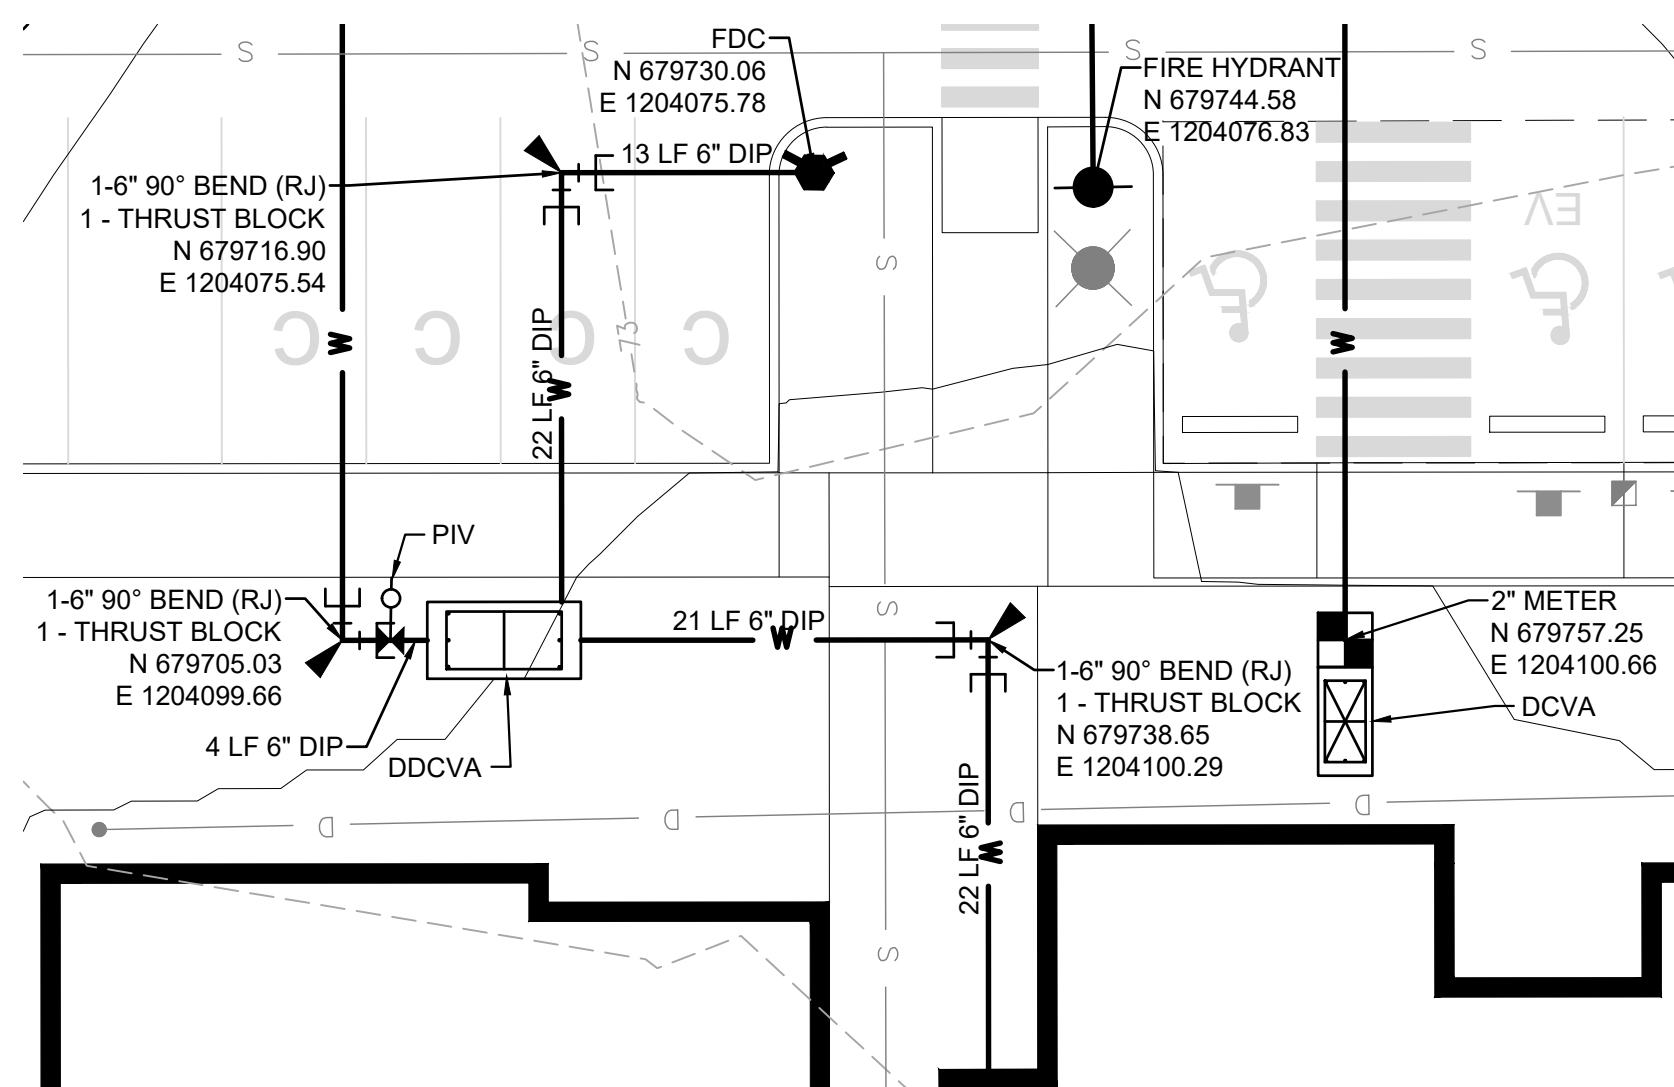 S
S
S
S
FDC
N 679730.06
E 1204075.78
FIRE HYDRANT
N 679744.58
E 1204076.83
13 LF 6" DIP
1-6" 90° BEND (RJ)
1 - THRUST BLOCK
N 679716.90
E 1204075.54
EV
S
C
C
C
C
73
W
W
W
22 LF 6" DIP
PIV
1-6" 90° BEND (RJ)
1 - THRUST BLOCK
N 679705.03
E 1204099.66
4 LF 6" DIP
DDCVA
21 LF 6" DIP
W
S
1-6" 90° BEND (RJ)
1 - THRUST BLOCK
N 679738.65
E 1204100.29
2" METER
N 679757.25
E 1204100.66
DCVA
D
D
D
D
22 LF 6" DIP
W
S